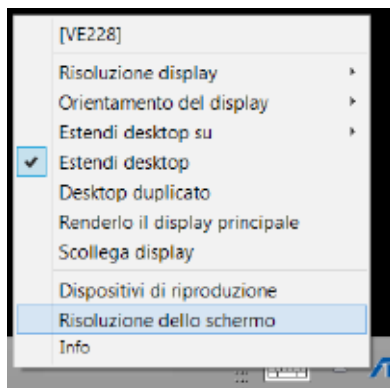 [VE228]
Risoluzione display
Orientamento del display
Estendi desktop su
Estendi desktop
Desktop duplicato
Renderlo il display principale
Scollega display
Dispositivi di riproduzione
Risoluzione dello schermo
Info